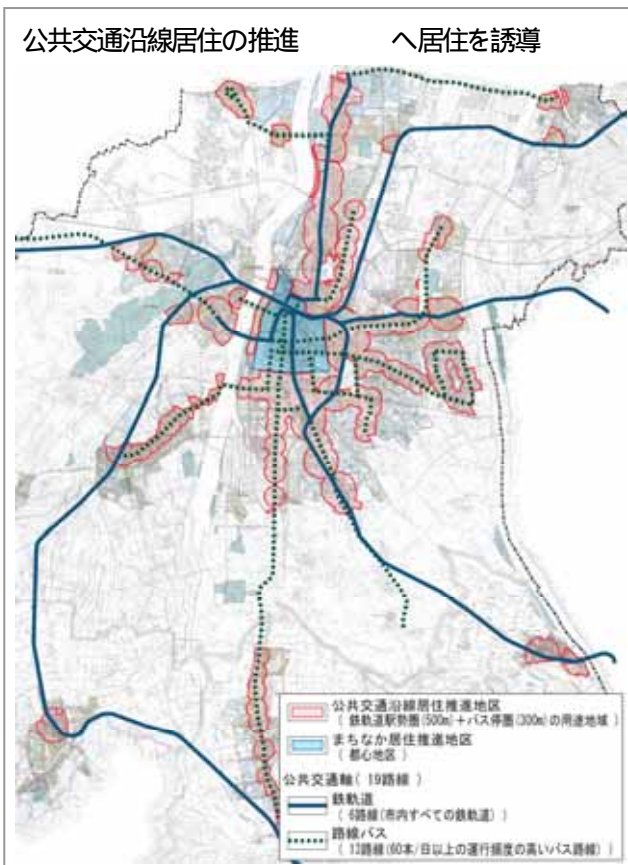 公共交通沿線居住の推進 へ居住を誘導
公共交通沿線居住推進地区
( 鉄軌道駅勢圏(500m)+バス停圏(300m)の用途地域 )
まちなか居住推進地区
( 都心地区 )
公共交通軸( 19路線 )
鉄軌道
( 6路線(市内すべての鉄軌道) )
路線バス
( 13路線(60本/日以上の運行頻度の高いバス路線) )